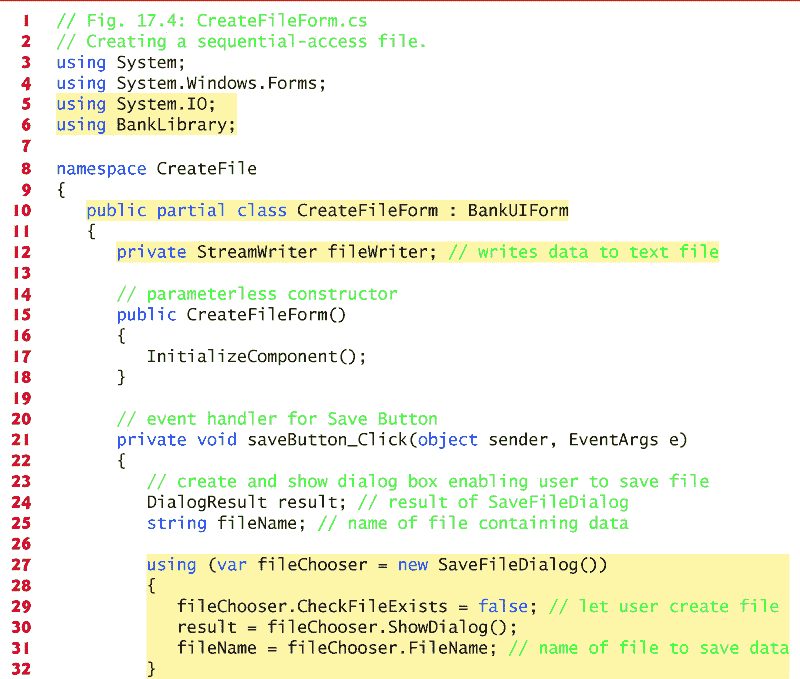 1 // Fig. 17.4: CreateFileForm.cs
2 // Creating a sequential-access file.
3 using System;
4 using System.Windows.Forms;
5 using System.IO;
6 using BankLibrary;
7
8 namespace CreateFile
9 {
10 public partial class CreateFileForm : BankUIForm
11 {
12 private StreamWriter fileWriter; // writes data to text file
13
14 // parameterless constructor
15 public CreateFileForm()
16 {
17 InitializeComponent();
18 }
19
20 // event handler for Save Button
21 private void saveButton_Click(object sender, EventArgs e)
22 {
23 // create and show dialog box enabling user to save file
24 DialogResult result; // result of SaveFileDialog
25 string fileName; // name of file containing data
26
27 using (var fileChooser = new SaveFileDialog())
28 {
29 fileChooser.CheckFileExists = false; // let user create file
30 result = fileChooser.ShowDialog();
31 fileName = fileChooser.FileName; // name of file to save data
32 }